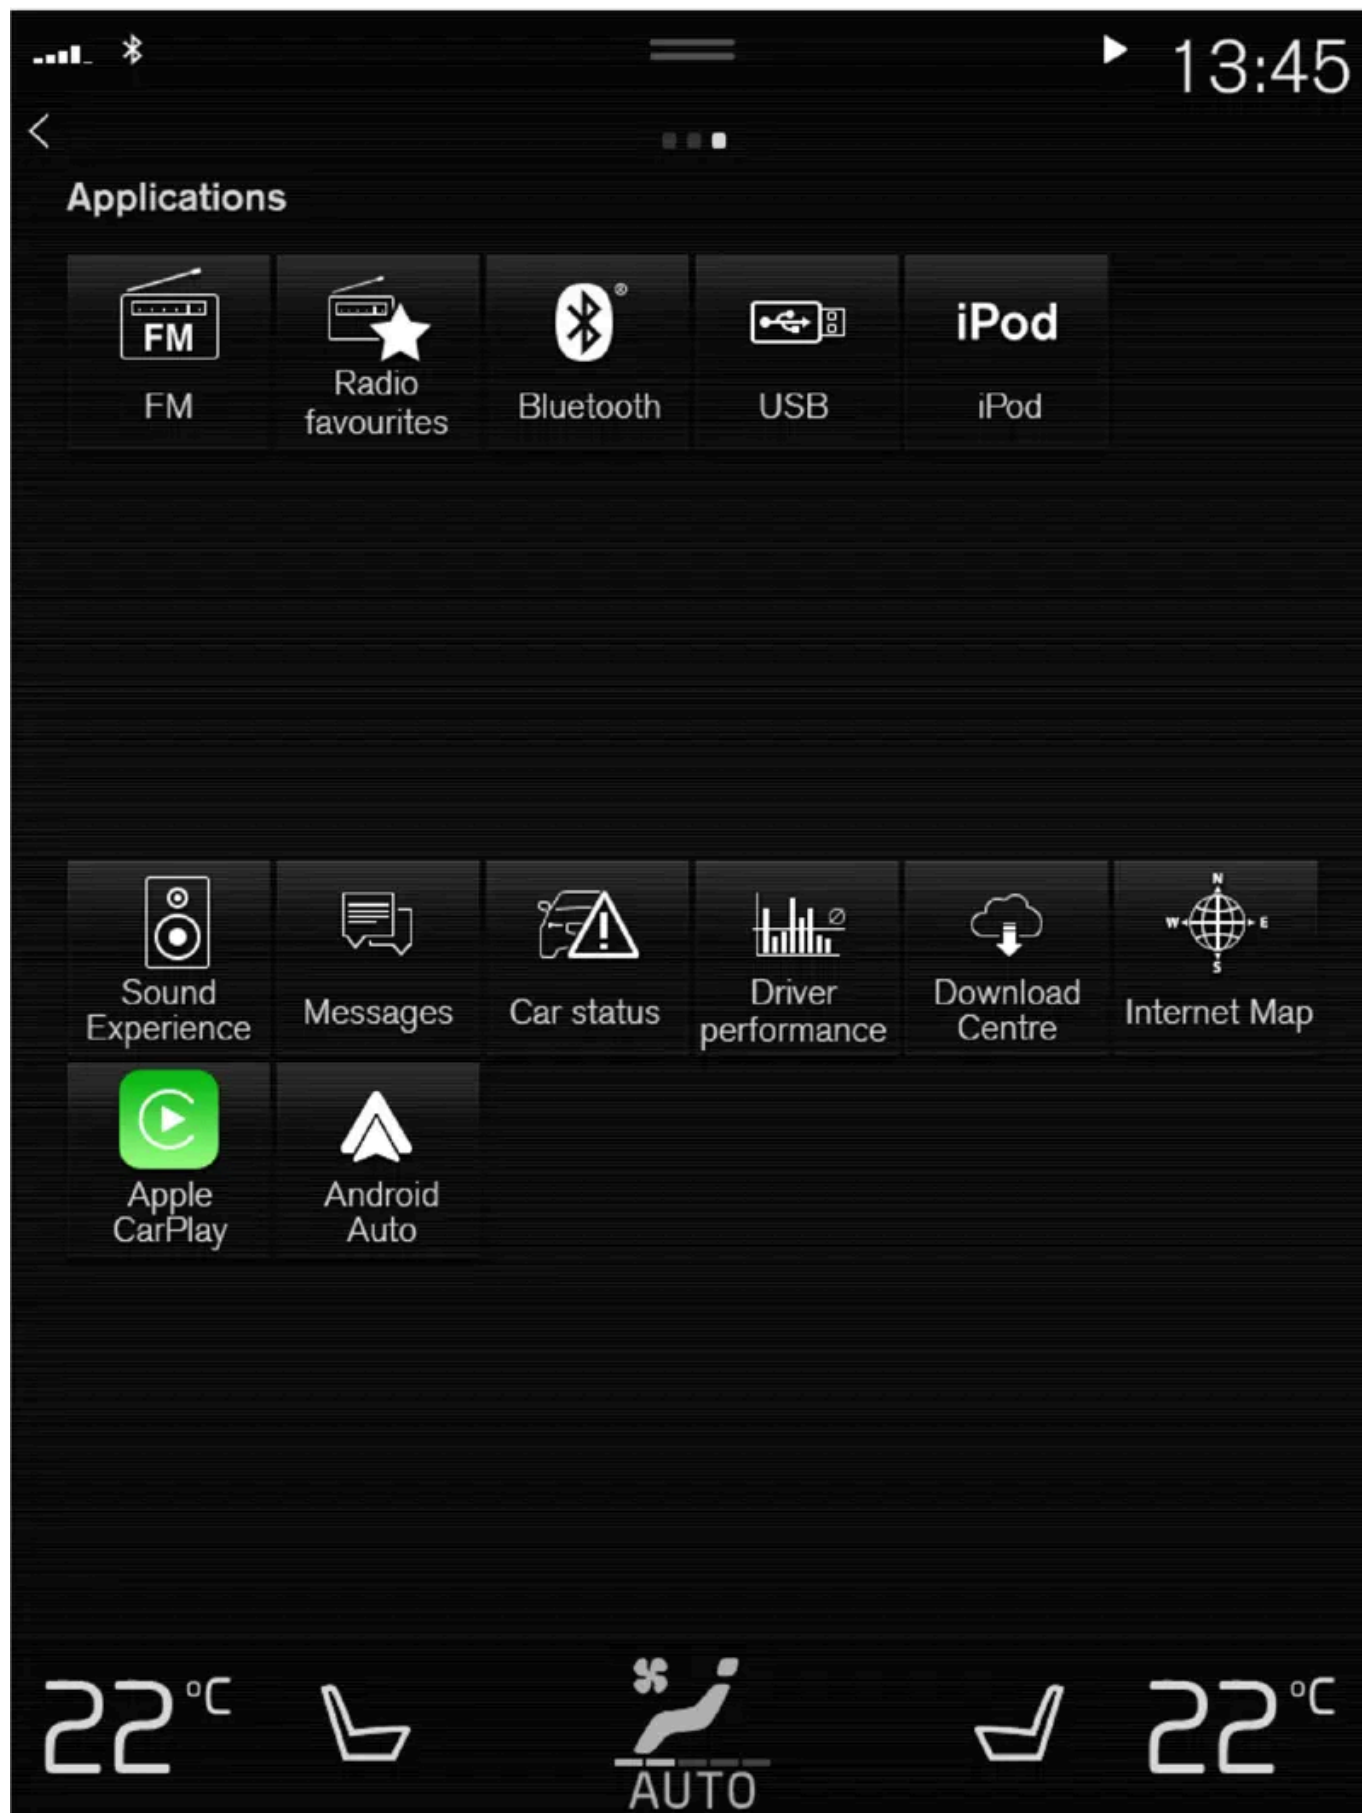 13:45
Applications
FM
®
iPod
FM
Radio
favourites
Bluetooth
USB
iPod
N
W E
S
Sound
Experience
Messages
Car status
Driver
performance
Download
Centre
Internet Map
Apple
CarPlay
Android
Auto
22°C
22°C
AUTO